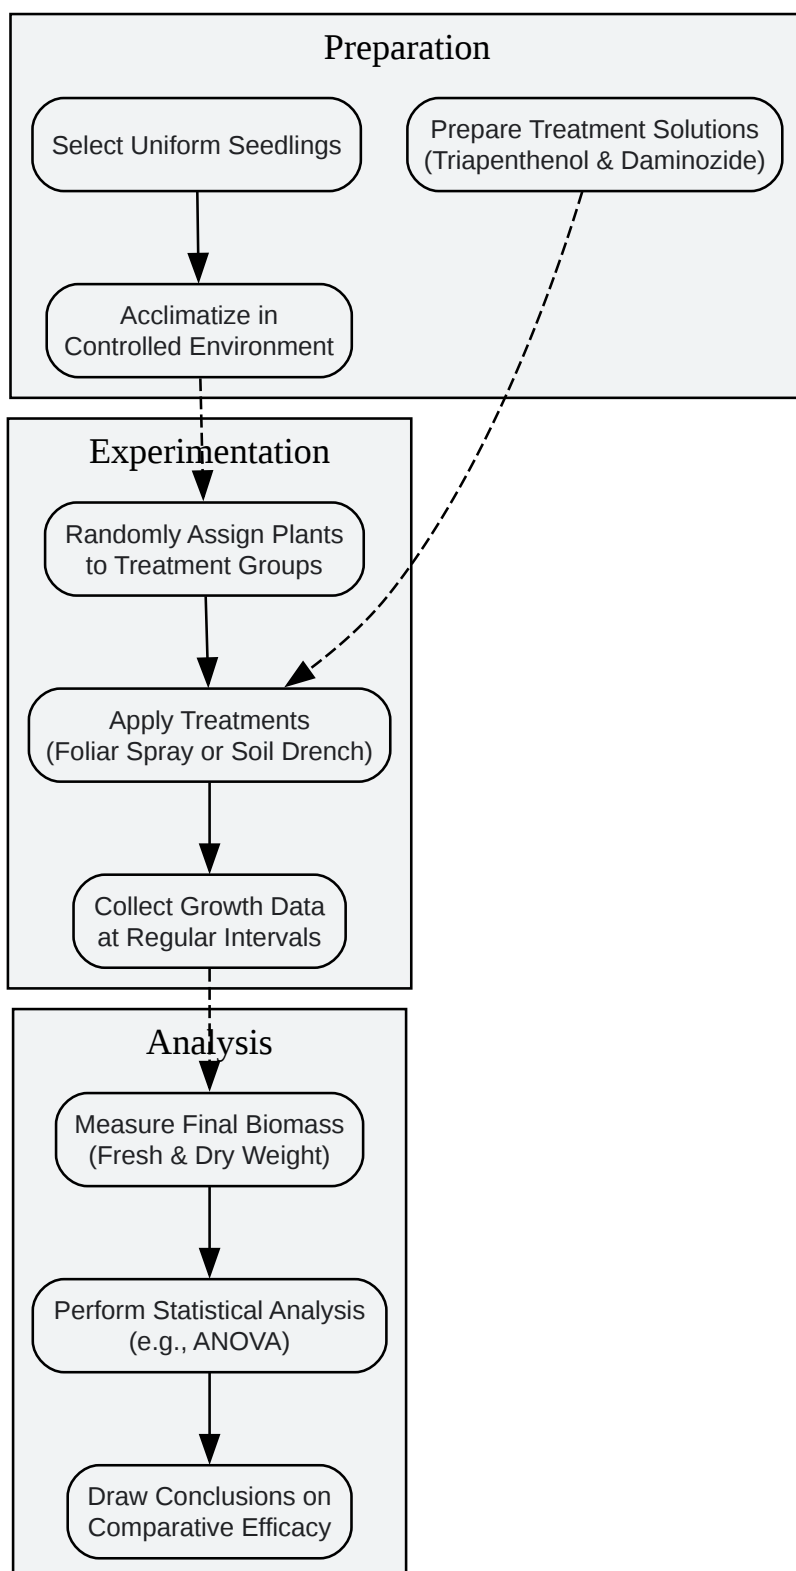 Preparation
Select Uniform Seedlings
Prepare Treatment Solutions
(Triapenthenol & Daminozide)
Acclimatize in
Controlled Environment
Experimentation
Randomly Assign Plants
to Treatment Groups
Apply Treatments
(Foliar Spray or Soil Drench)
Collect Growth Data
at Regular Intervals
Analysis
Measure Final Biomass
(Fresh & Dry Weight)
Perform Statistical Analysis
(e.g., ANOVA)
Draw Conclusions on
Comparative Efficacy